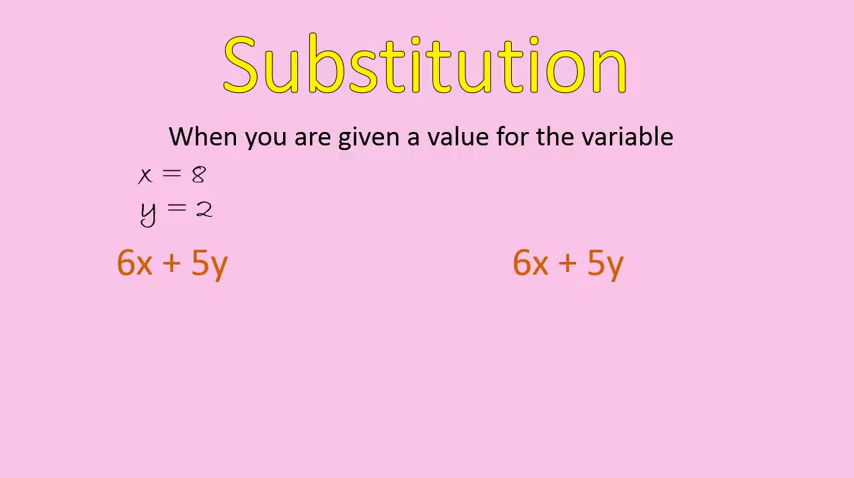 Substitution
When you are given a value for the variable
x = 8
y = 2
6x + 5y
6x + 5y